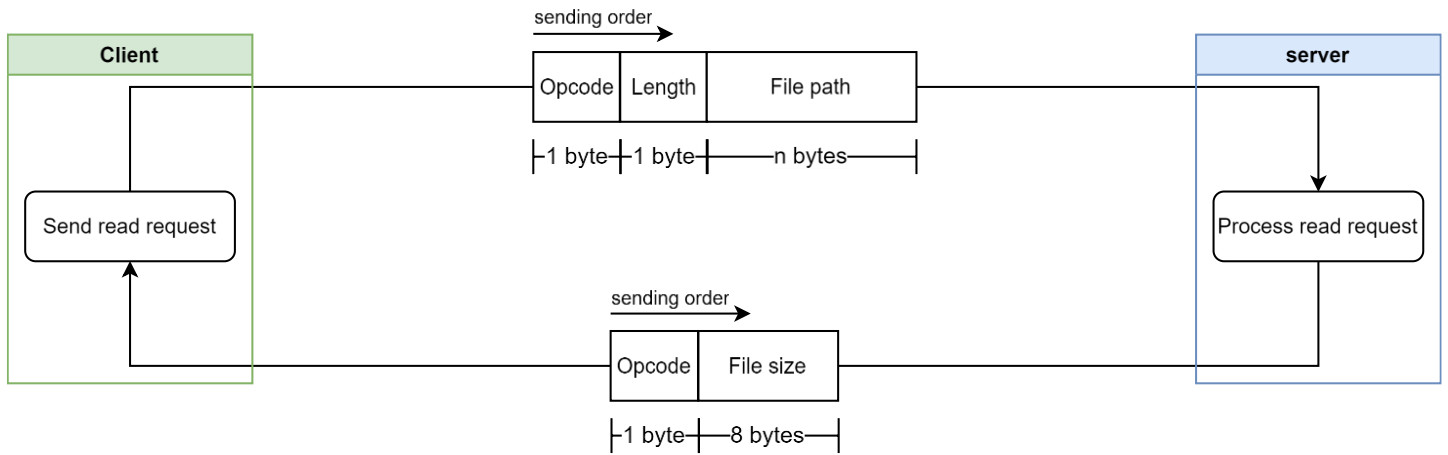 sending order
Client
server
Opcode
Length
File path
1 byte
1 byte
n bytes
Send read request
Process read request
sending order
Opcode
File size
1 byte
8 bytes